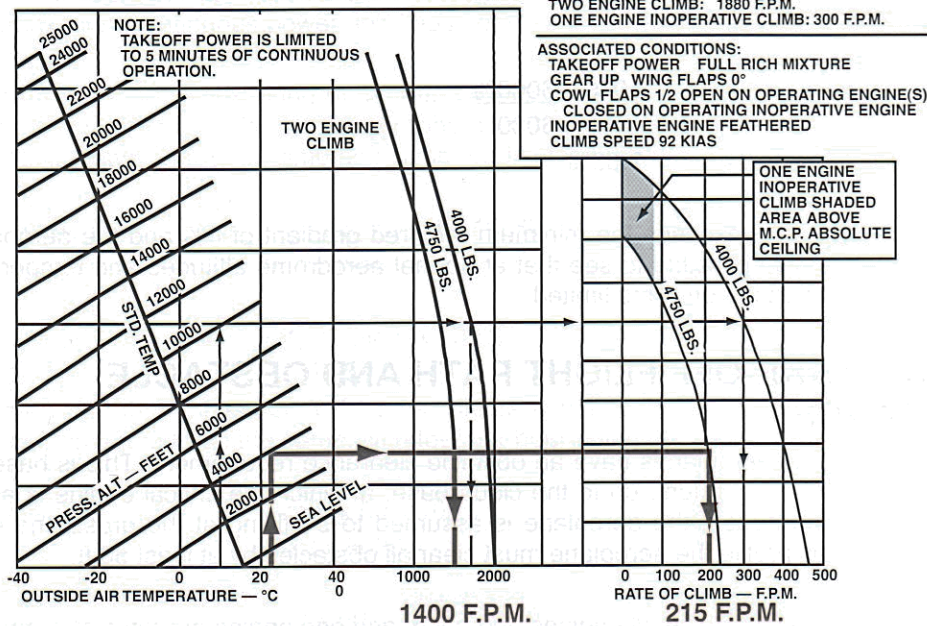 TWO ENGINE CLIMB: 1880 F.P.M.
ONE ENGINE INOPERATIVE CLIMB: 300 F.P.M.
NOTE:
TAKEOFF POWER IS LIMITED
TO 5 MINUTES OF CONTINUOUS
OPERATION.
ASSOCIATED CONDITIONS:
TAKEOFF POWER FULL RICH MIXTURE
GEAR UP WING FLAPS 0°
COWL FLAPS 1/2 OPEN ON OPERATING ENGINE(S)
CLOSED ON OPERATING INOPERATIVE ENGINE
INOPERATIVE ENGINE FEATHERED
CLIMB SPEED 92 KIAS
25000
24000
22000
20000
18000
16000
14000
12000
10000
8000
6000
4000
2000
SEA LEVEL
STD. TEMP
PRESS. ALT — FEET
TWO ENGINE
CLIMB
4750 LBS.
4000 LBS.
ONE ENGINE
INOPERATIVE
CLIMB SHADED
AREA ABOVE
M.C.P. ABSOLUTE
CEILING
4000 LBS.
4750 LBS.
-40 -20 0 20 40 0 1000 2000 0 100 200 300 400 500
OUTSIDE AIR TEMPERATURE — °C
RATE OF CLIMB — F.P.M.
1400 F.P.M. 215 F.P.M.